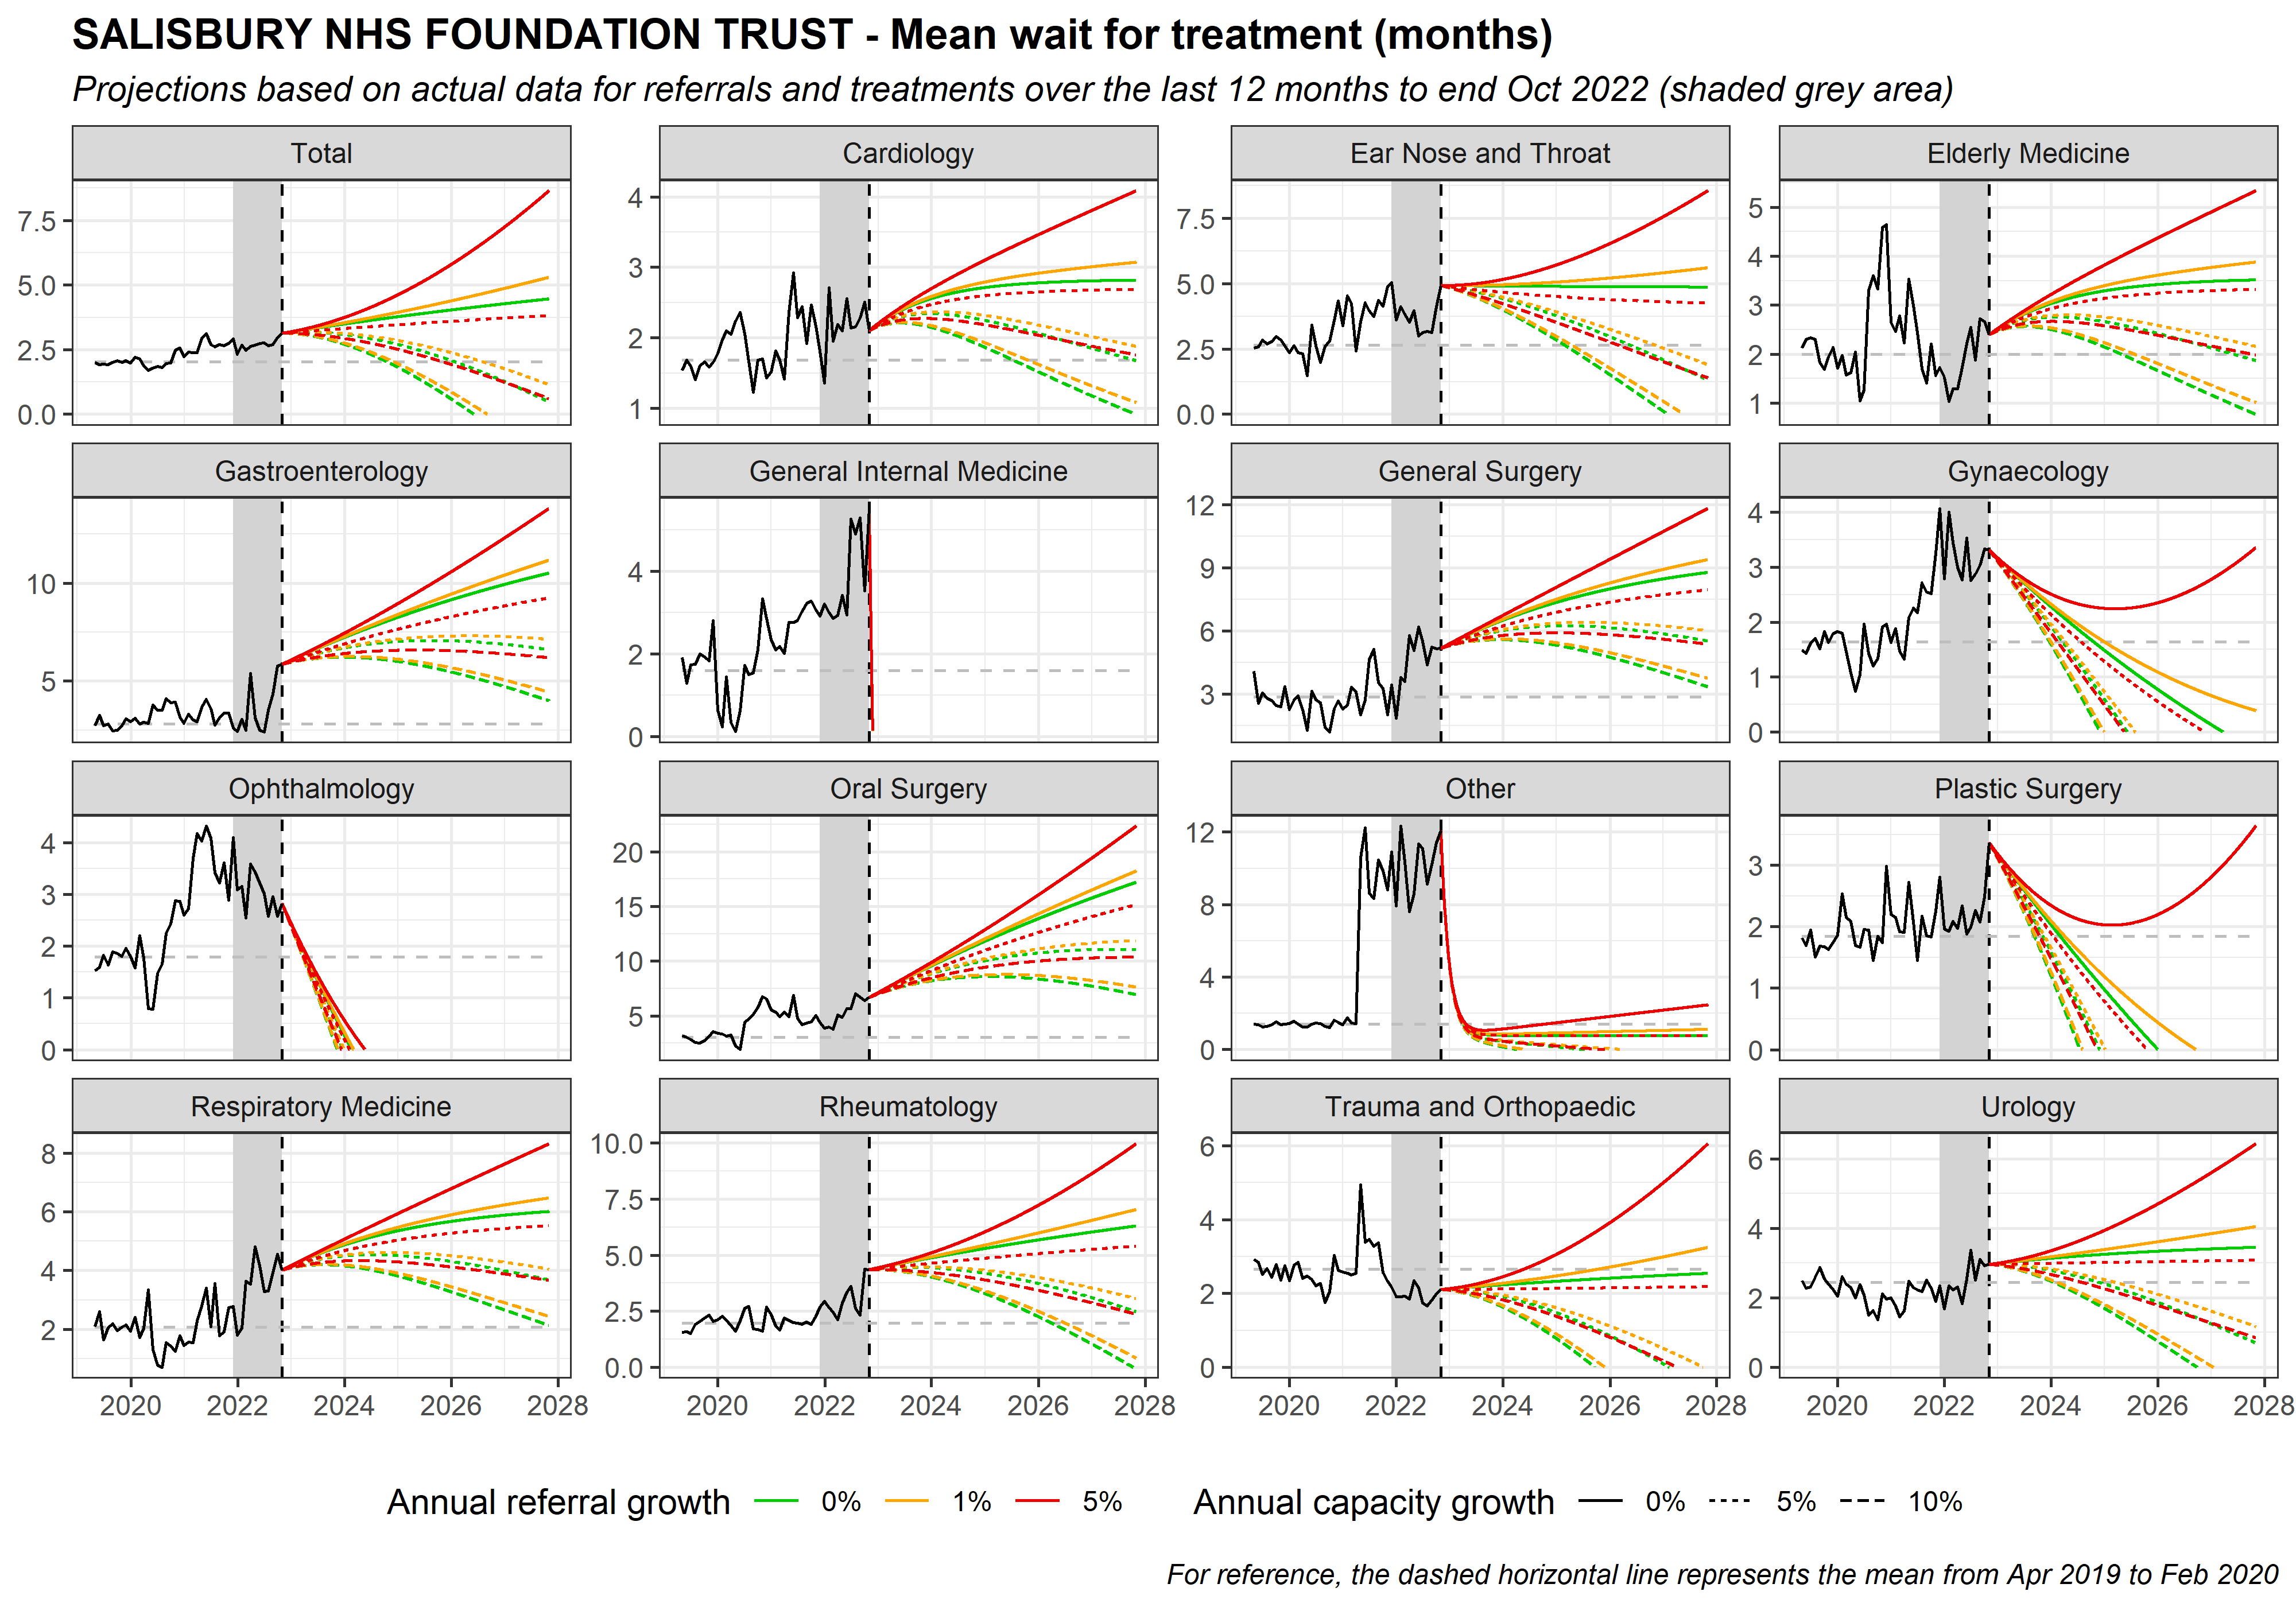 SALISBURY NHS FOUNDATION TRUST - Mean wait for treatment (months)
Projections based on actual data for referrals and treatments over the last 12 months to end Oct 2022 (shaded grey area)
Total
Cardiology
Ear Nose and Throat
Elderly Medicine
7.5
5.0
2.5
0.0
4
3
2
1
7.5
5.0
2.5
0.0
5
4
3
2
1
Gastroenterology
General Internal Medicine
General Surgery
Gynaecology
10
5
4
2
0
12
9
6
3
4
3
2
1
0
Ophthalmology
Oral Surgery
Other
Plastic Surgery
4
3
2
1
0
20
15
10
5
12
8
4
0
3
2
1
0
Respiratory Medicine
Rheumatology
Trauma and Orthopaedic
Urology
8
6
4
2
10.0
7.5
5.0
2.5
0.0
6
4
2
0
6
4
2
0
2020 2022 2024 2026 2028
2020 2022 2024 2026 2028
2020 2022 2024 2026 2028
2020 2022 2024 2026 2028
Annual referral growth 0% 1% 5%
Annual capacity growth 0% 5% 10%
For reference, the dashed horizontal line represents the mean from Apr 2019 to Feb 2020